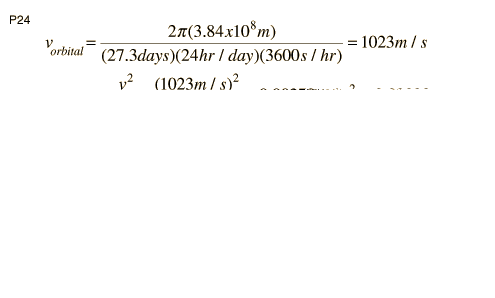 P24
v_orbital = 2π(3.84x10^8 m) / (27.3days)(24hr / day)(3600s / hr) = 1023m / s
v^2 (1023m / s)^2